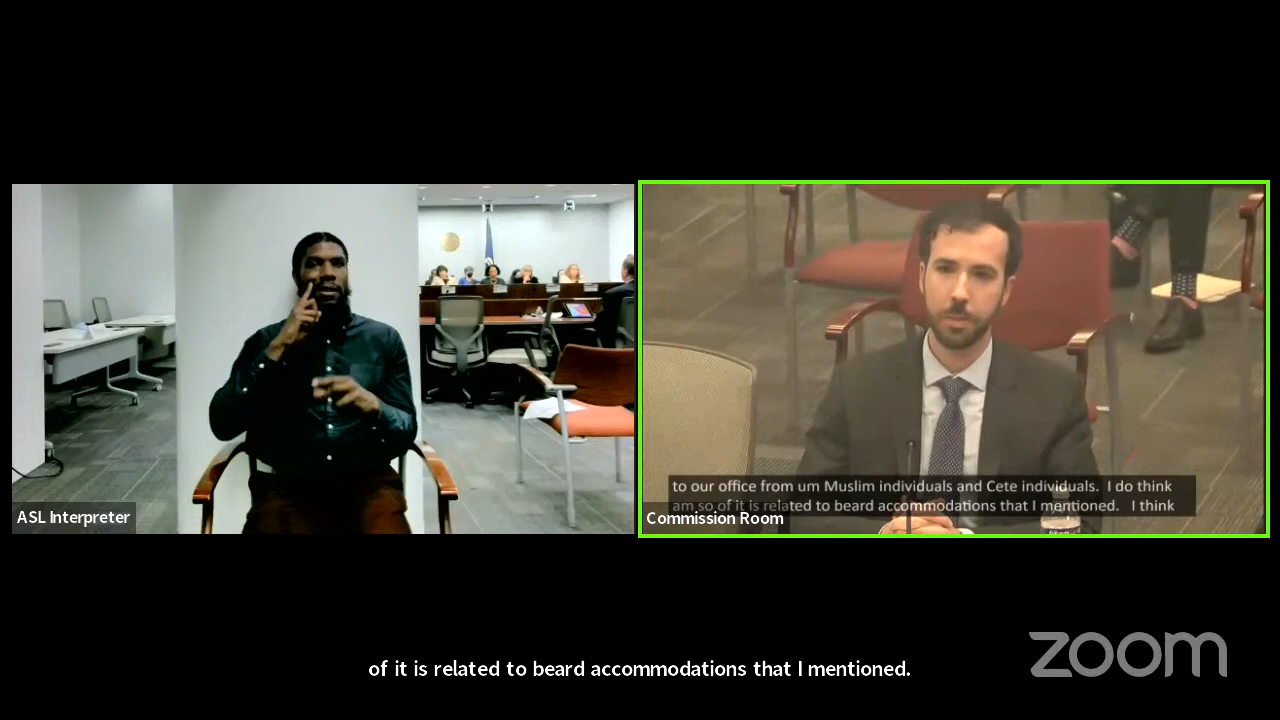 to our office from um Muslim individuals and Cete individuals.  I do think
am so of it is related to beard accommodations that I mentioned.   I think
ASL Interpreter
Commission Room
of it is related to beard accommodations that I mentioned.
zoom